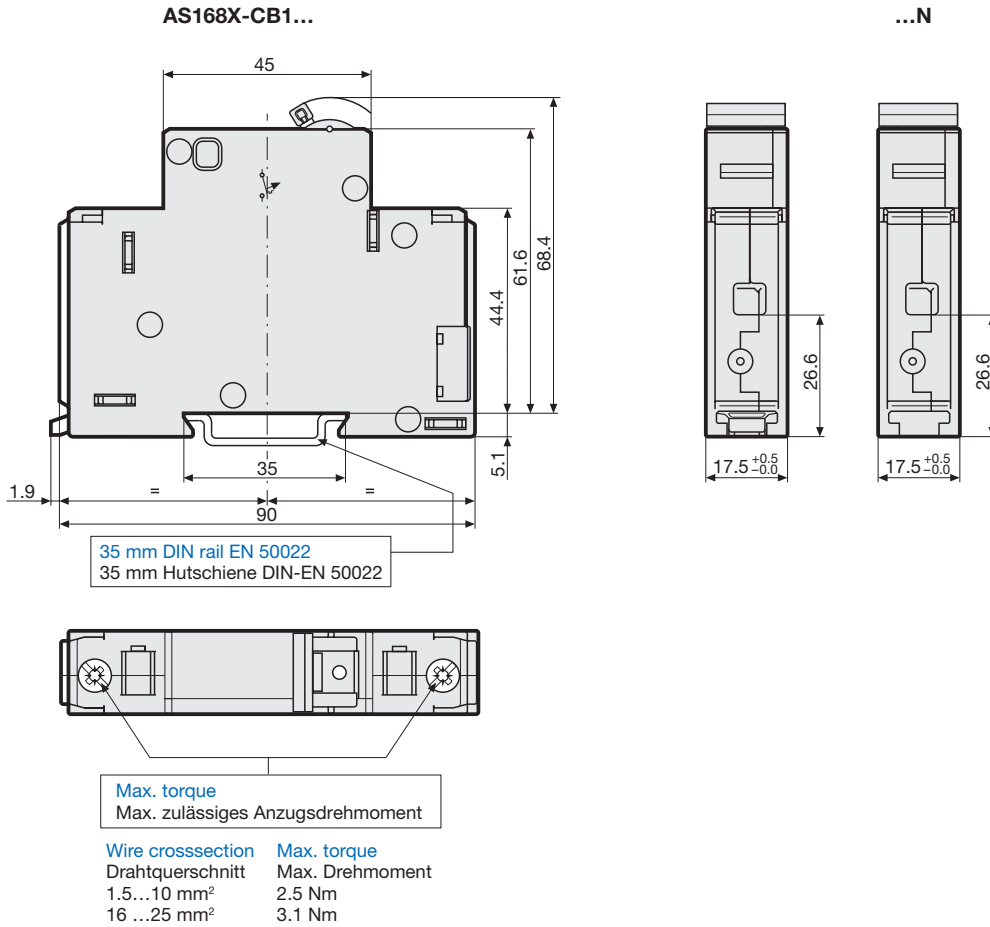 AS168X-CB1...
...N
45
44.4
61.6
68.4
5.1
35
1.9
=
=
90
35 mm DIN rail EN 50022
35 mm Hutschiene DIN-EN 50022
26.6
17.5 +0.5 –0.0
26.6
17.5 +0.5 –0.0
Max. torque
Max. zulässiges Anzugsdrehmoment
Wire crosssection Max. torque
Drahtquerschnitt Max. Drehmoment
1.5...10 mm² 2.5 Nm
16 ...25 mm² 3.1 Nm